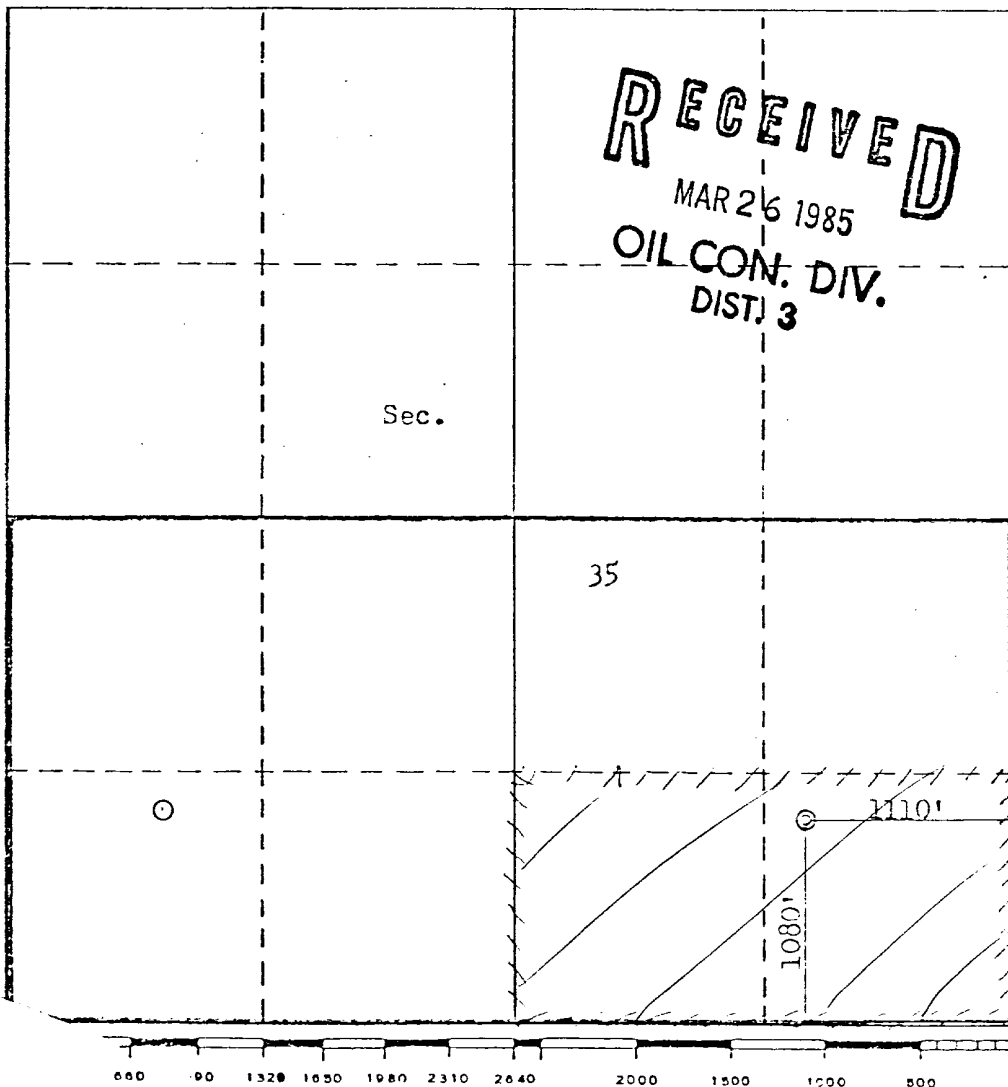 RECEIVED
MAR 26 1985
OIL CON. DIV.
DIST. 3
Sec.
35
1110'
1080'
660 90 1320 1650 1980 2310 2640 2000 1500 1000 500